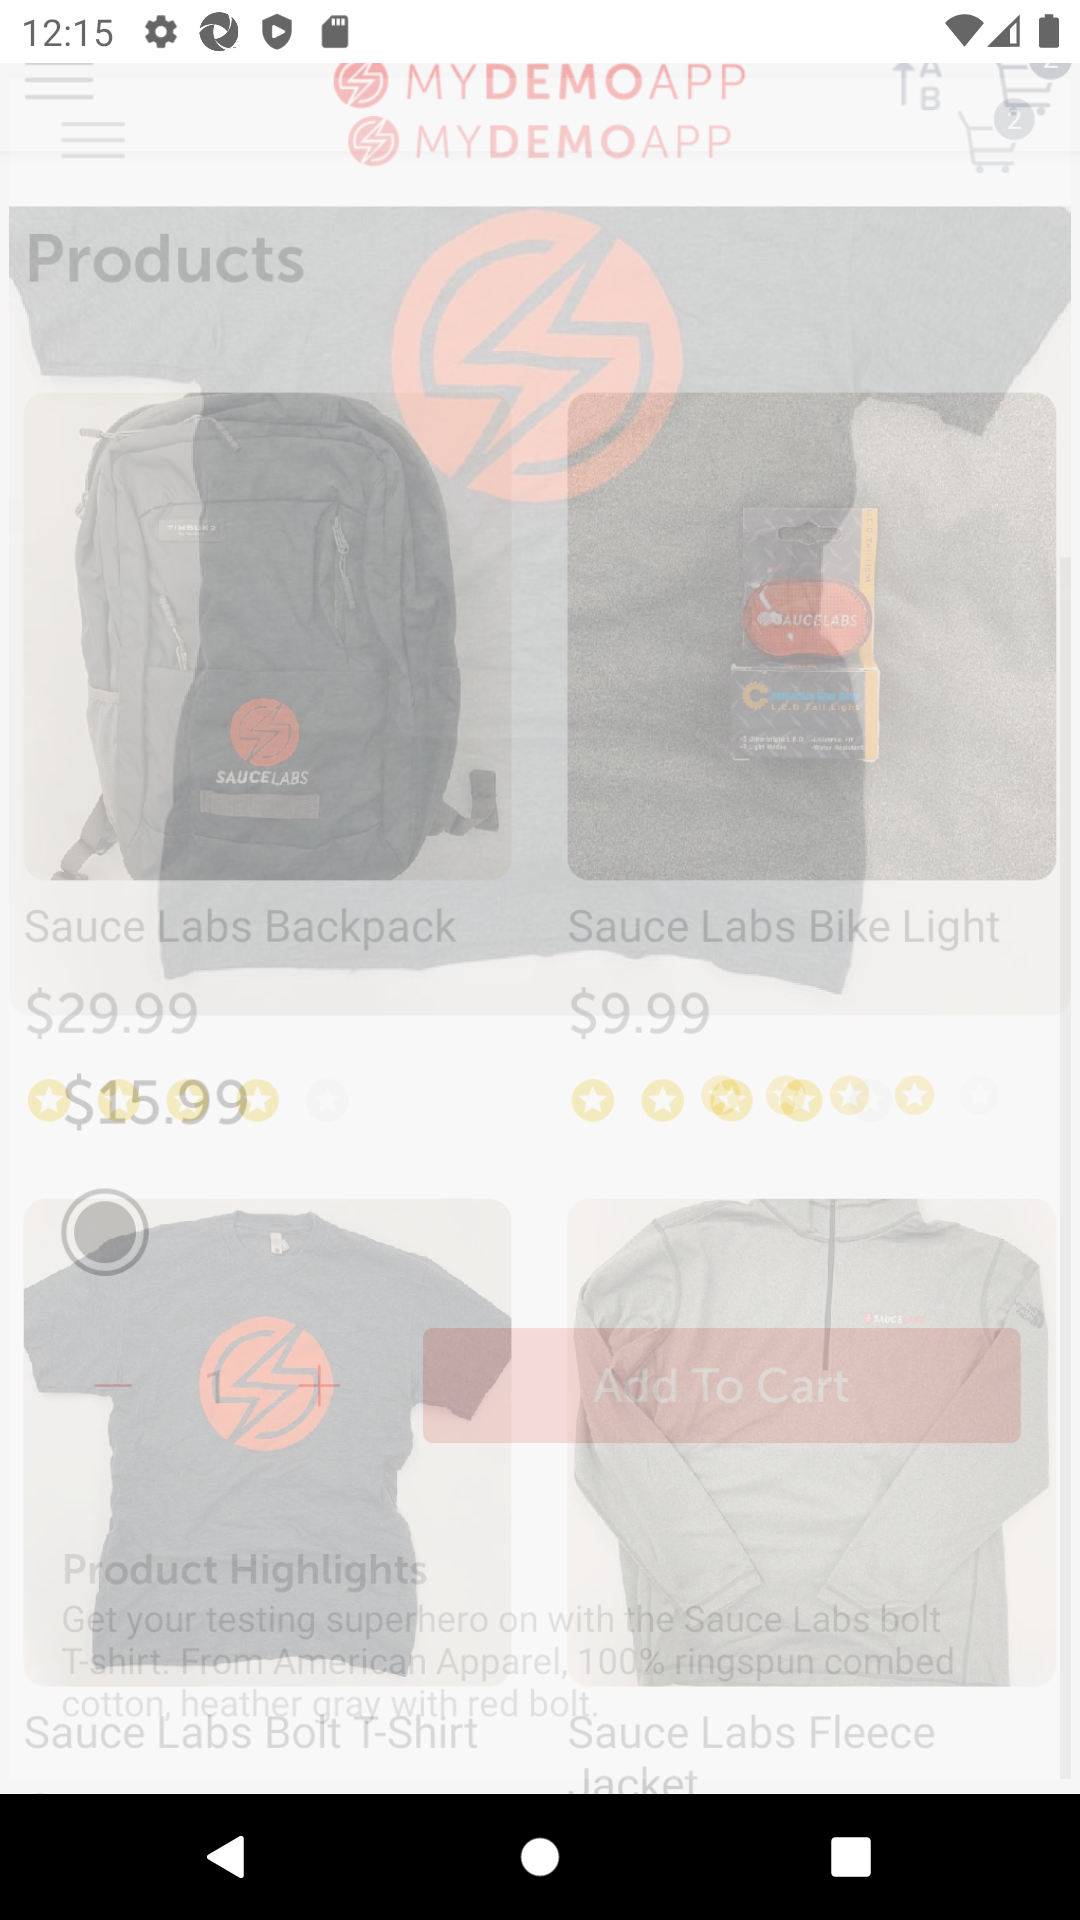 12:15
MYDEMOAPP
A
B
2
MYDEMOAPP
2
Products
TIMBUK2
SAUCELABS
SAUCELABS
L.E.D Tail Light
Sauce Labs Backpack
Sauce Labs Bike Light
$29.99
$9.99
$15.99
SAUCE
1
Add To Cart
Product Highlights
Get your testing superhero on with the Sauce Labs bolt
T-shirt. From American Apparel, 100% ringspun combed
cotton, heather gray with red bolt.
Sauce Labs Bolt T-Shirt
Sauce Labs Fleece
Jacket